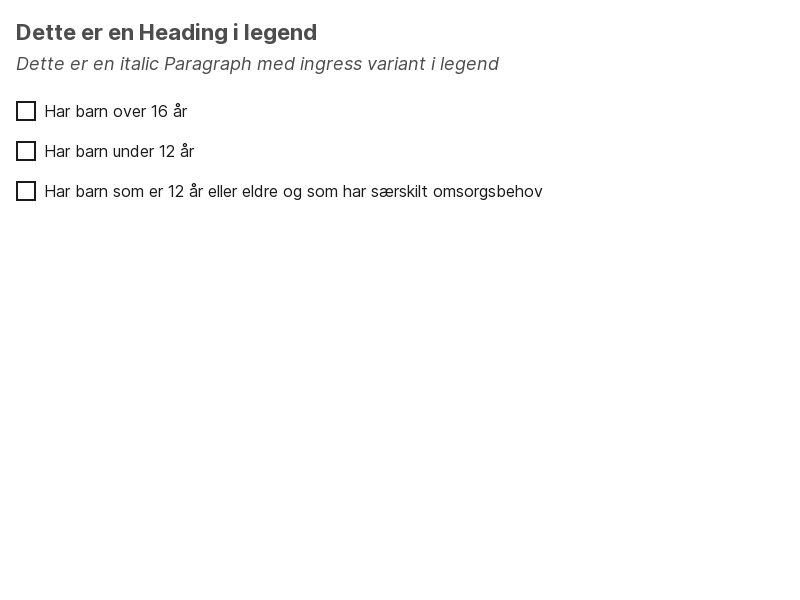 Dette er en Heading i legend
Dette er en italic Paragraph med ingress variant i legend
Har barn over 16 år
Har barn under 12 år
Har barn som er 12 år eller eldre og som har særskilt omsorgsbehov